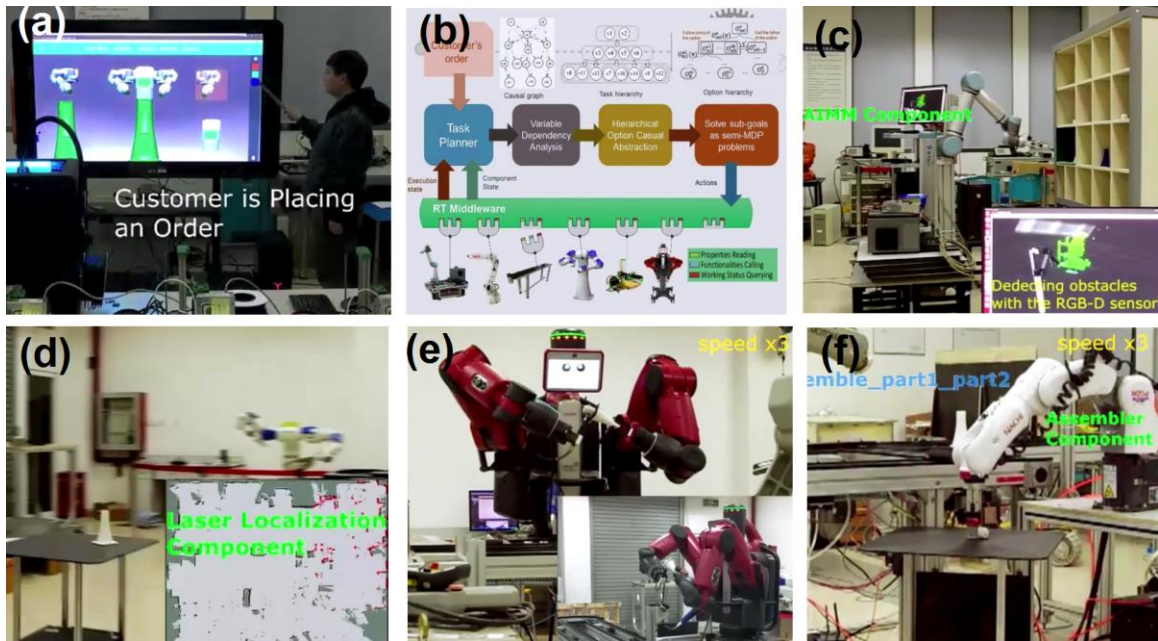 (a)
Customer is Placing
an Order
(b)
Customer's
order
Causal graph
Task hierarchy
Option hierarchy
Task
Planner
Variable
Dependency
Analysis
Hierarchical
Option Casual
Abstraction
Solve sub-goals
as semi-MDP
problems
Execution
state
Component
State
Actions
RT Middleware
Properties Reading
Functionalities Calling
Working Status Querying
(c)
AIMM Component
Dededing obstacles
with the RGB-D sensor
(d)
Laser Localization
Component
(e)
speed x3
(f)
speed x3
emble_part1_part2
Assembler
Component
NACHI